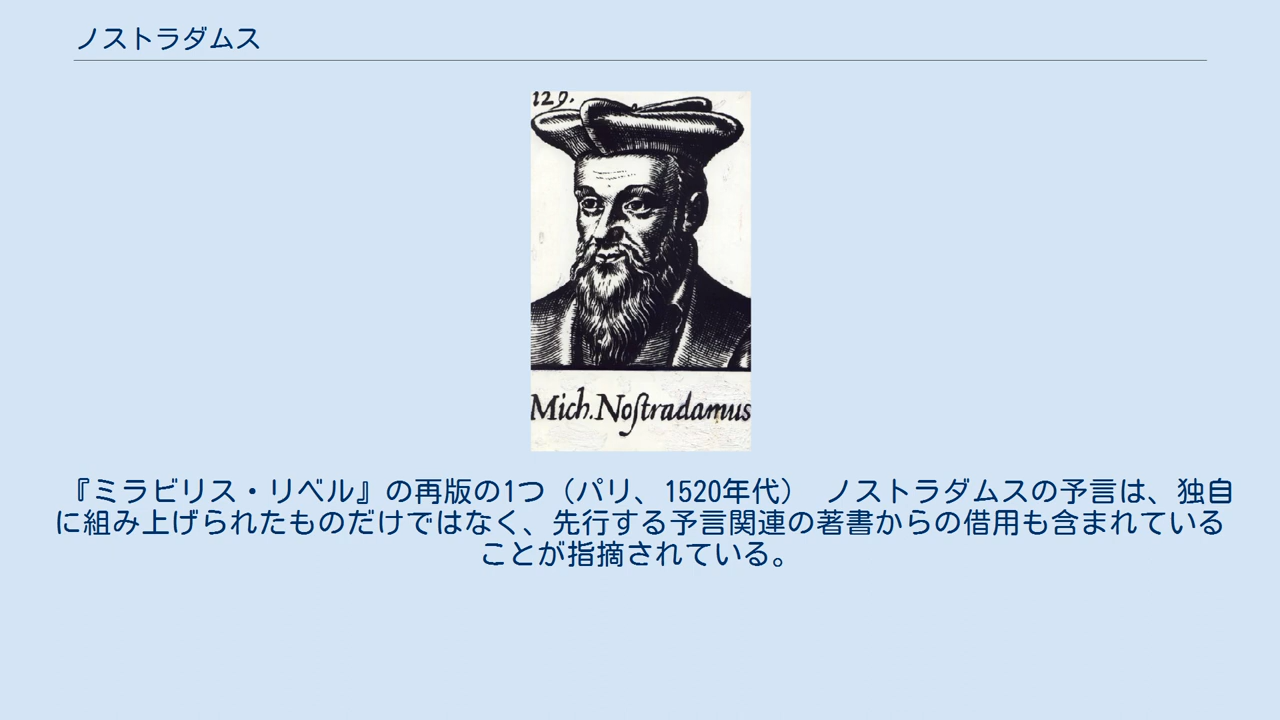 ノストラダムス
129.
Mich. Noſtradamus
『ミラビリス・リベル』の再版の1つ（パリ、1520年代） ノストラダムスの予言は、独自
に組み上げられたものだけではなく、先行する予言関連の著書からの借用も含まれている
ことが指摘されている。